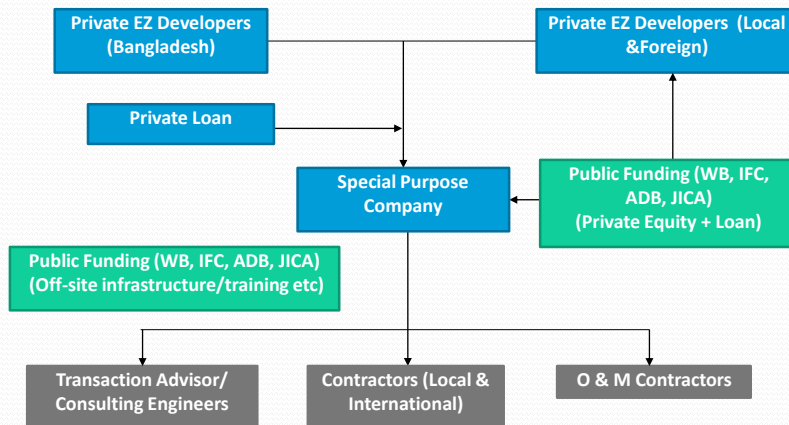 Private EZ Developers
(Bangladesh)
Private EZ Developers (Local
&Foreign)
Private Loan
Special Purpose
Company
Public Funding (WB, IFC,
ADB, JICA)
(Private Equity + Loan)
Public Funding (WB, IFC, ADB, JICA)
(Off-site infrastructure/training etc)
Transaction Advisor/
Consulting Engineers
Contractors (Local &
International)
O & M Contractors